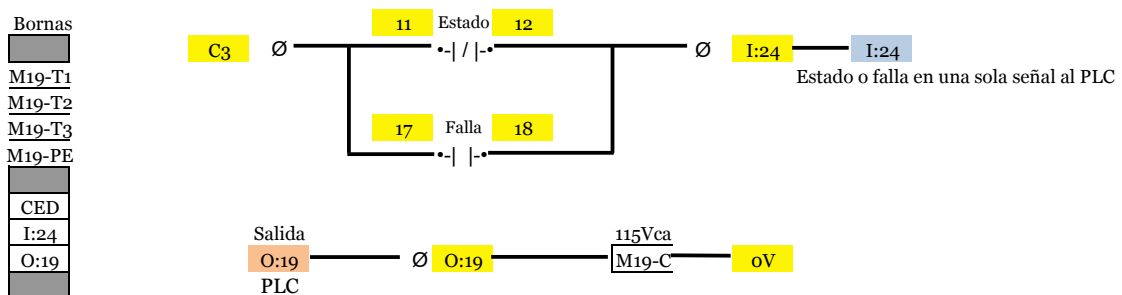 Bornas
M19-T1
M19-T2
M19-T3
M19-PE
CED
I:24
O:19
11 Estado 12
C3 Ø •-| / |-• Ø I:24 I:24
Estado o falla en una sola señal al PLC
17 Falla 18
•-| |-•
Salida 115Vca
O:19 Ø O:19 M19-C 0V
PLC